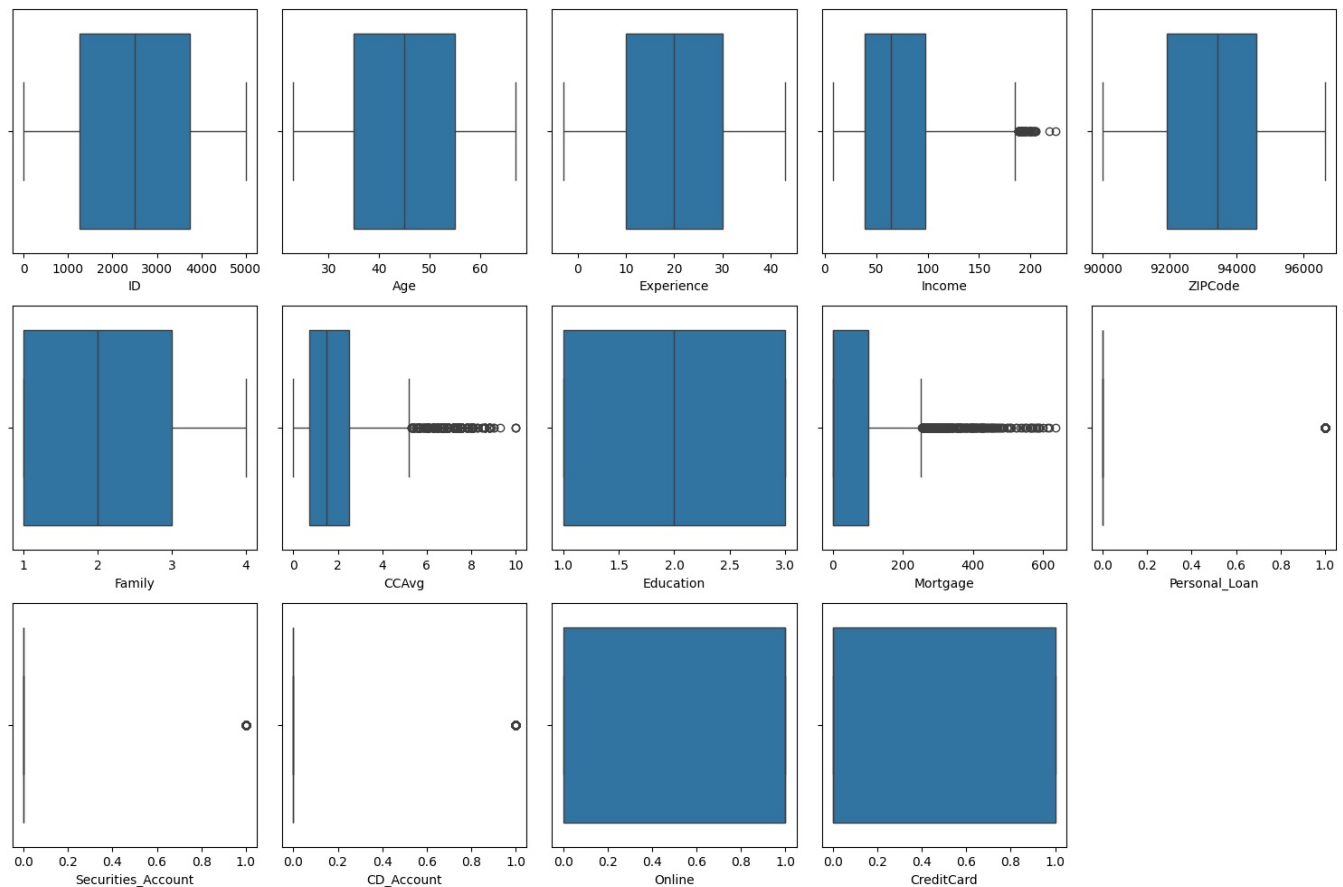 0 1000 2000 3000 4000 5000
ID
30 40 50 60
Age
0 10 20 30 40
Experience
0 50 100 150 200
Income
90000 92000 94000 96000
ZIPCode
1 2 3 4
Family
0 2 4 6 8 10
CCAvg
1.0 1.5 2.0 2.5 3.0
Education
0 200 400 600
Mortgage
0.0 0.2 0.4 0.6 0.8 1.0
Personal_Loan
0.0 0.2 0.4 0.6 0.8 1.0
Securities_Account
0.0 0.2 0.4 0.6 0.8 1.0
CD_Account
0.0 0.2 0.4 0.6 0.8 1.0
Online
0.0 0.2 0.4 0.6 0.8 1.0
CreditCard